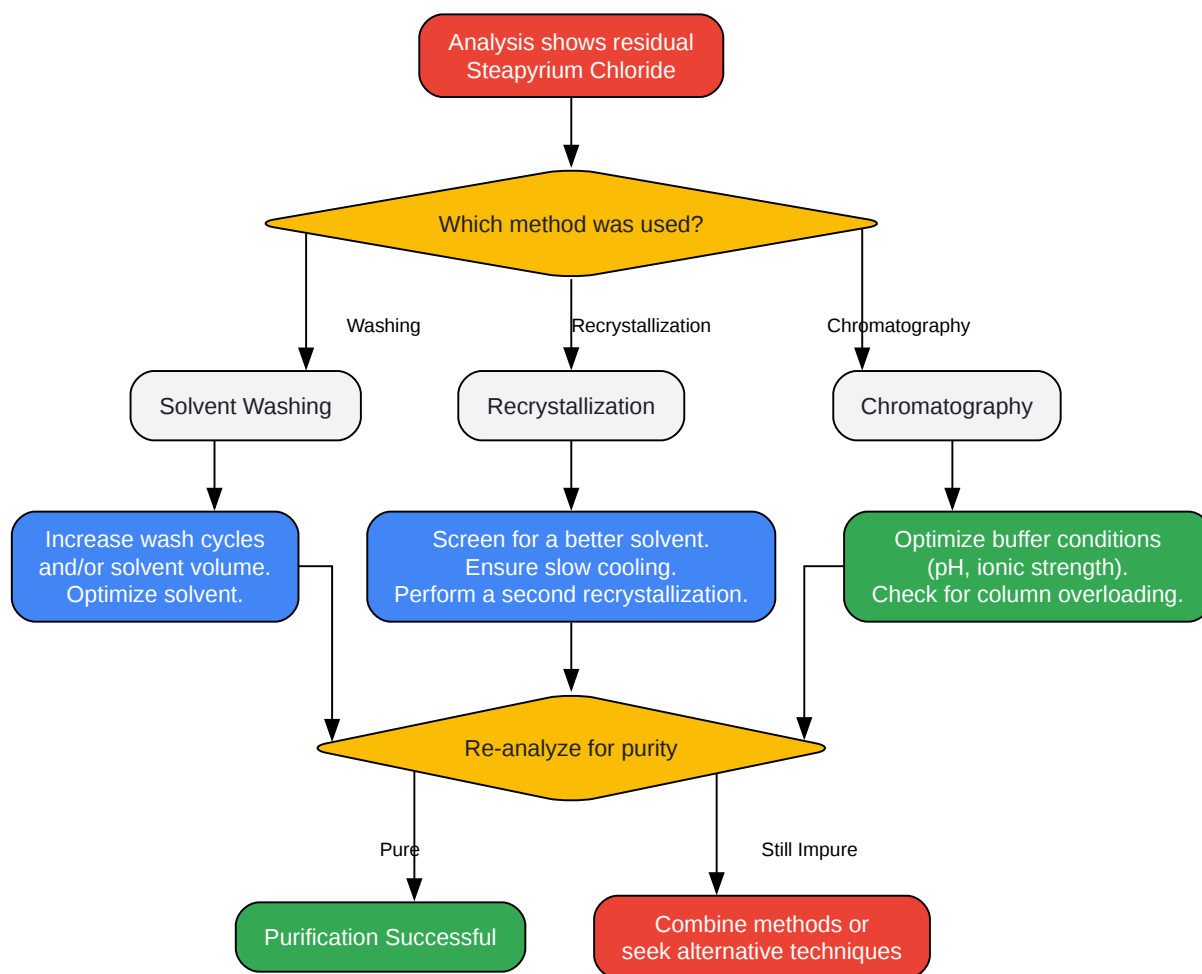 Analysis shows residual
Steapyrium Chloride
Which method was used?
Washing
Recrystallization
Chromatography
Solvent Washing
Recrystallization
Chromatography
Increase wash cycles
and/or solvent volume.
Optimize solvent.
Screen for a better solvent.
Ensure slow cooling.
Perform a second recrystallization.
Optimize buffer conditions
(pH, ionic strength).
Check for column overloading.
Re-analyze for purity
Pure
Still Impure
Purification Successful
Combine methods or
seek alternative techniques